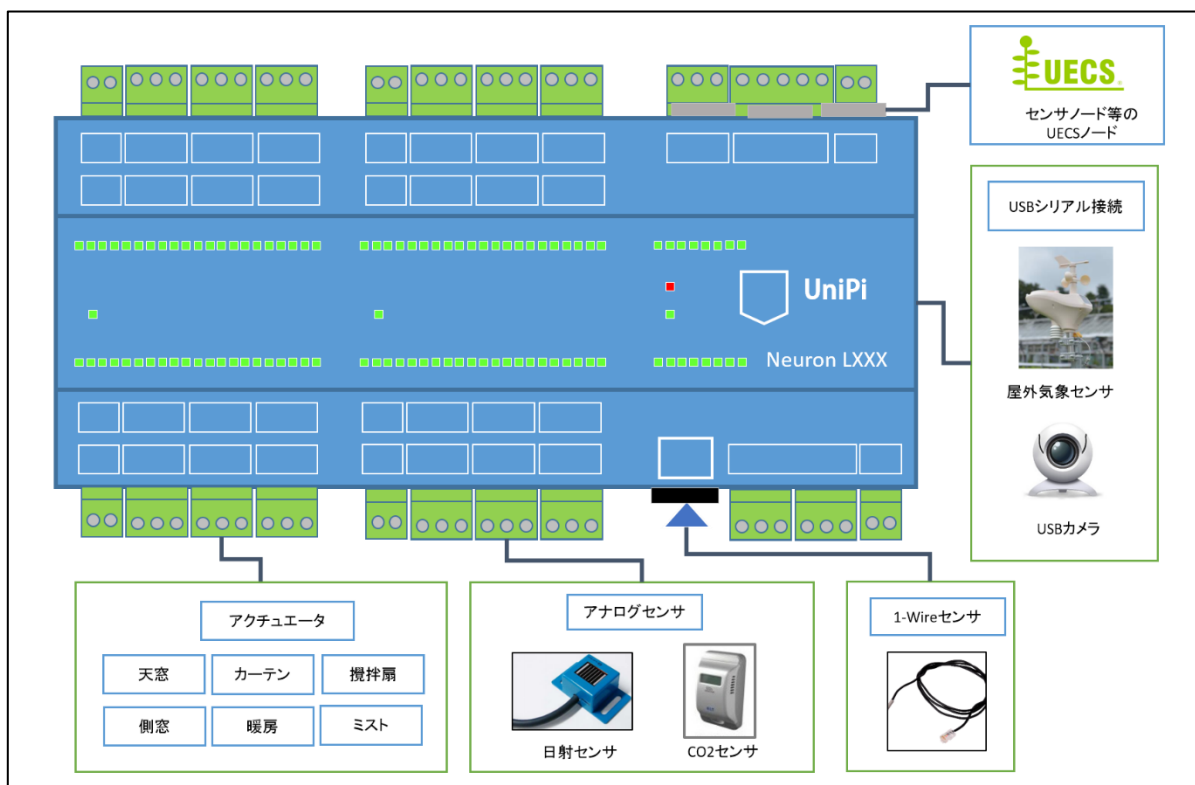 UECS
センサノード等の
UECSノード
USBシリアル接続
屋外気象センサ
USBカメラ
UniPi
Neuron LXXX
アクチュエータ
天窓
カーテン
攪拌扇
側窓
暖房
ミスト
アナログセンサ
日射センサ
CO2センサ
1-Wireセンサ